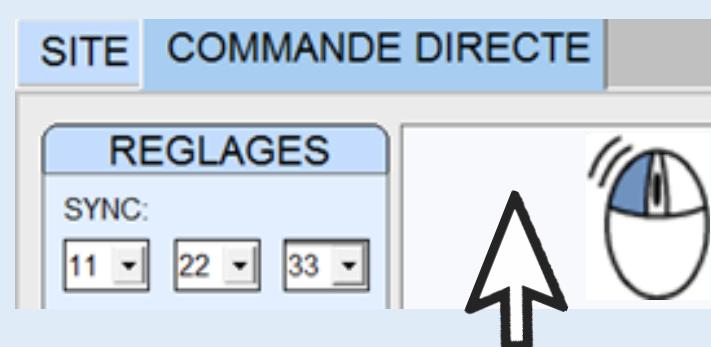 SITE COMMANDE DIRECTE
REGLAGES
SYNC:
11 22 33